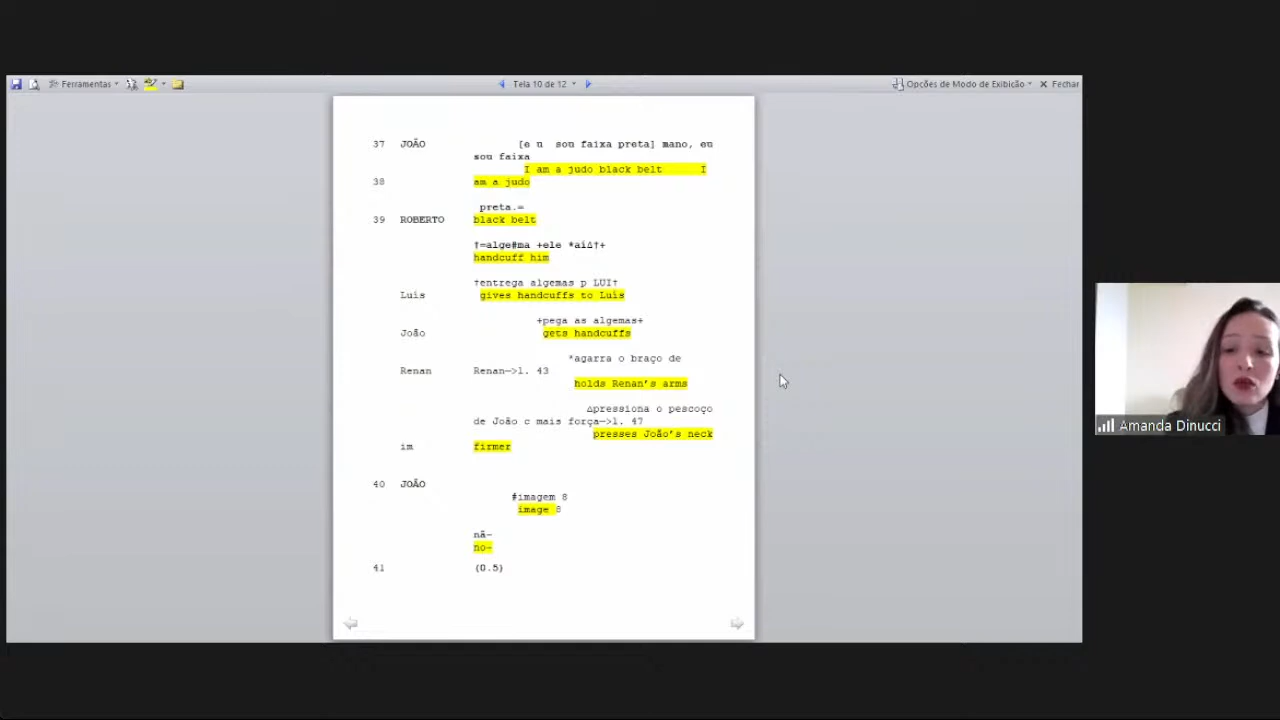 Ferramentas
Tela 10 de 12
Opções de Modo de Exibição
Fechar
37 JOÃO [e u sou faixa preta] mano, eu
sou faixa
I am a judo black belt I
38 am a judo
preta.=
39 ROBERTO black belt
†=alge#ma +ele *aíΔ†+
handcuff him
†entrega algemas p LUI†
Luis gives handcuffs to Luis
+pega as algemas+
João gets handcuffs
*agarra o braço de
Renan Renan—>l. 43
holds Renan's arms
Δpressiona o pescoço
de João c mais força—>l. 47
presses João's neck
im firmer
40 JOÃO
#imagem 8
image 8
nã-
no-
41 (0.5)
Amanda Dinucci